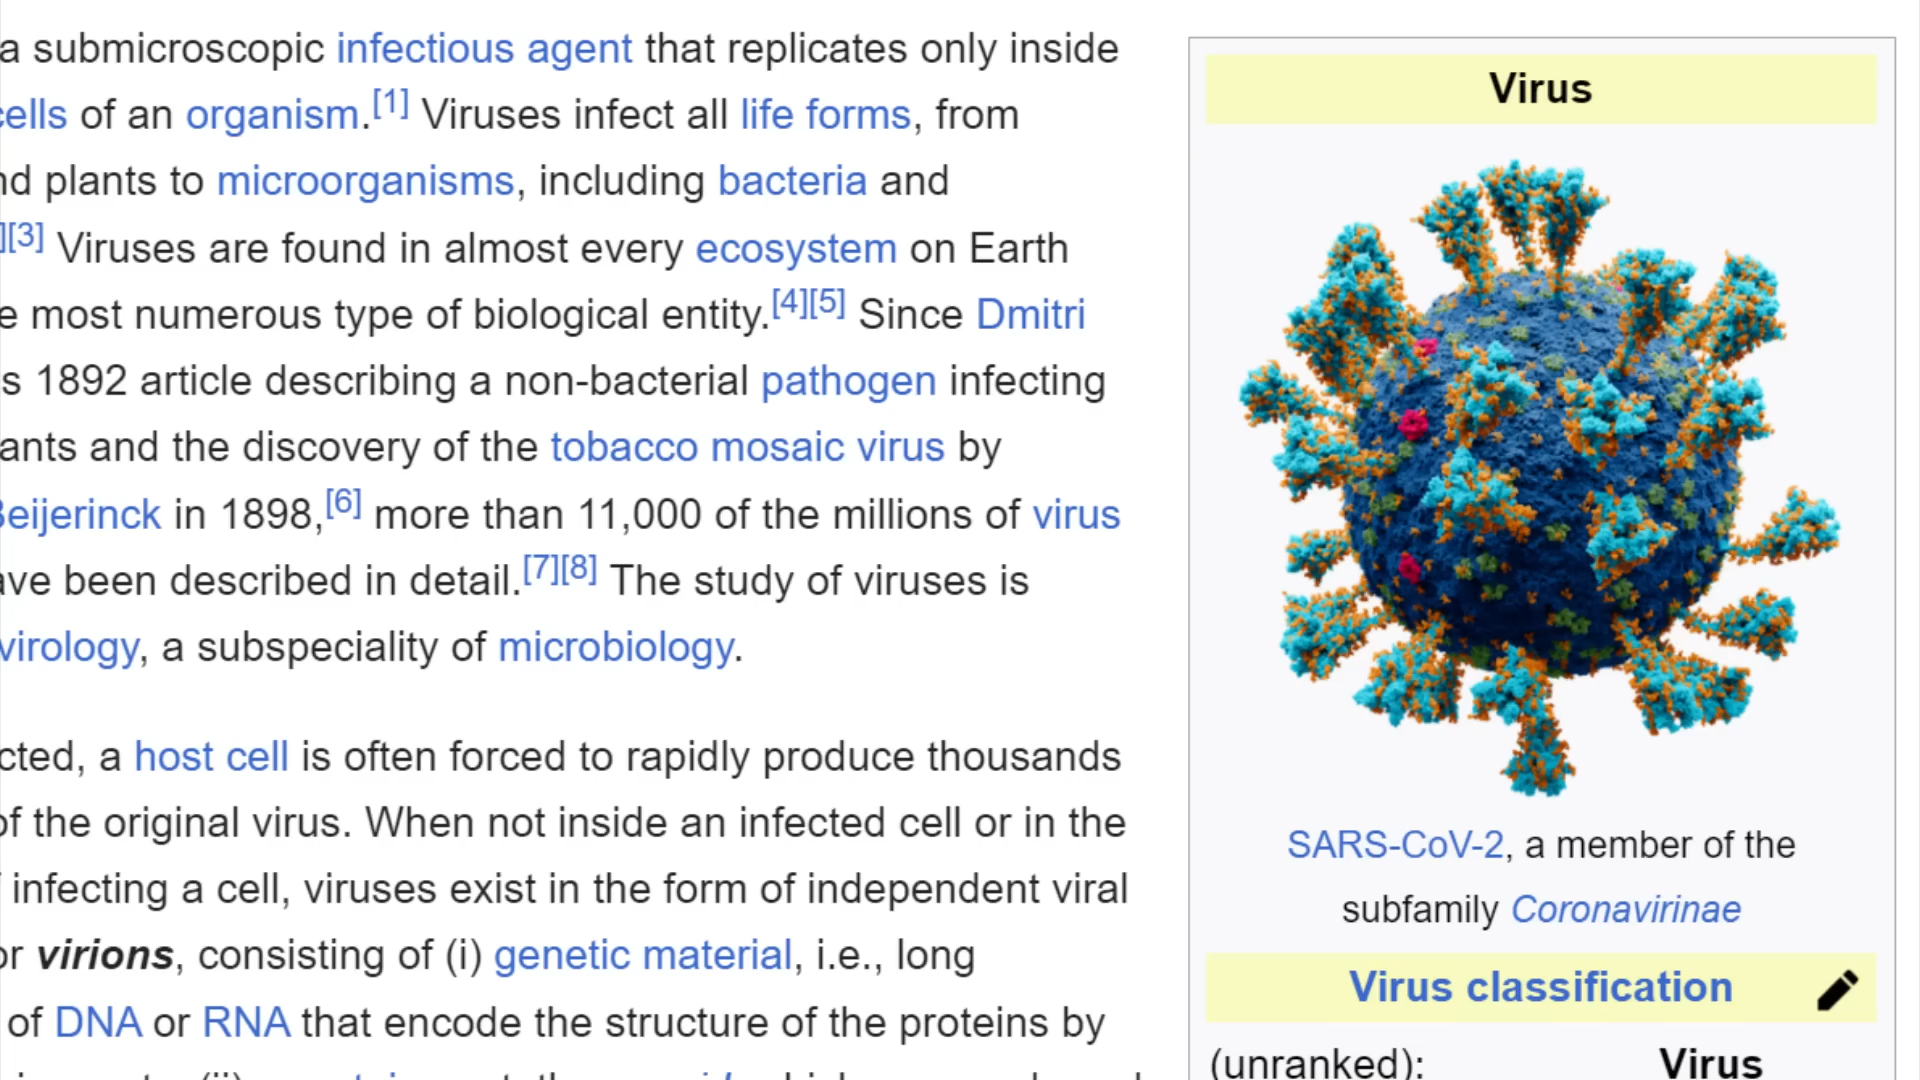 a submicroscopic infectious agent that replicates only inside
cells of an organism.[1] Viruses infect all life forms, from
nd plants to microorganisms, including bacteria and
][3] Viruses are found in almost every ecosystem on Earth
e most numerous type of biological entity.[4][5] Since Dmitri
s 1892 article describing a non-bacterial pathogen infecting
ants and the discovery of the tobacco mosaic virus by
Beijerinck in 1898,[6] more than 11,000 of the millions of virus
ave been described in detail.[7][8] The study of viruses is
virology, a subspeciality of microbiology.
cted, a host cell is often forced to rapidly produce thousands
of the original virus. When not inside an infected cell or in the
infecting a cell, viruses exist in the form of independent viral
or virions, consisting of (i) genetic material, i.e., long
of DNA or RNA that encode the structure of the proteins by
Virus
SARS-CoV-2, a member of the
subfamily Coronavirinae
Virus classification
(unranked): Virus